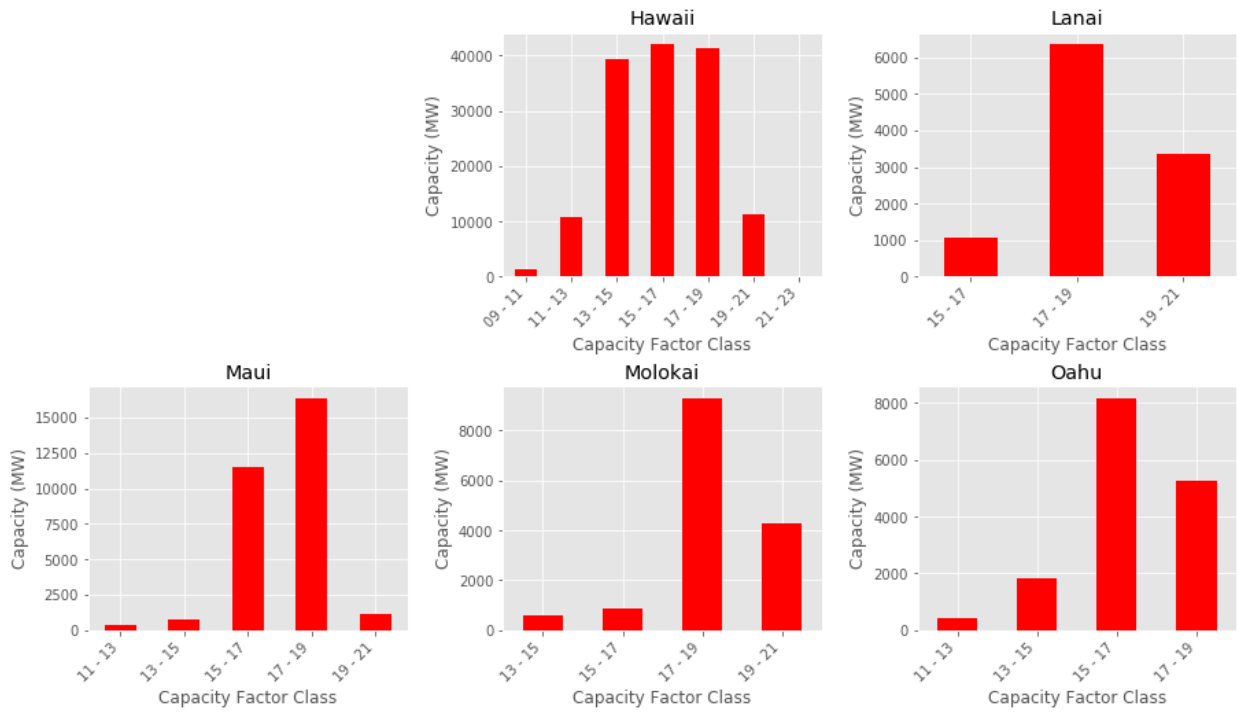 Hawaii
Capacity (MW)
40000
30000
20000
10000
0
09 - 11
11 - 13
13 - 15
15 - 17
17 - 19
19 - 21
21 - 23
Capacity Factor Class
Lanai
Capacity (MW)
6000
5000
4000
3000
2000
1000
0
15 - 17
17 - 19
19 - 21
Capacity Factor Class
Maui
Capacity (MW)
15000
12500
10000
7500
5000
2500
0
11 - 13
13 - 15
15 - 17
17 - 19
19 - 21
Capacity Factor Class
Molokai
Capacity (MW)
8000
6000
4000
2000
0
13 - 15
15 - 17
17 - 19
19 - 21
Capacity Factor Class
Oahu
Capacity (MW)
8000
6000
4000
2000
0
11 - 13
13 - 15
15 - 17
17 - 19
Capacity Factor Class